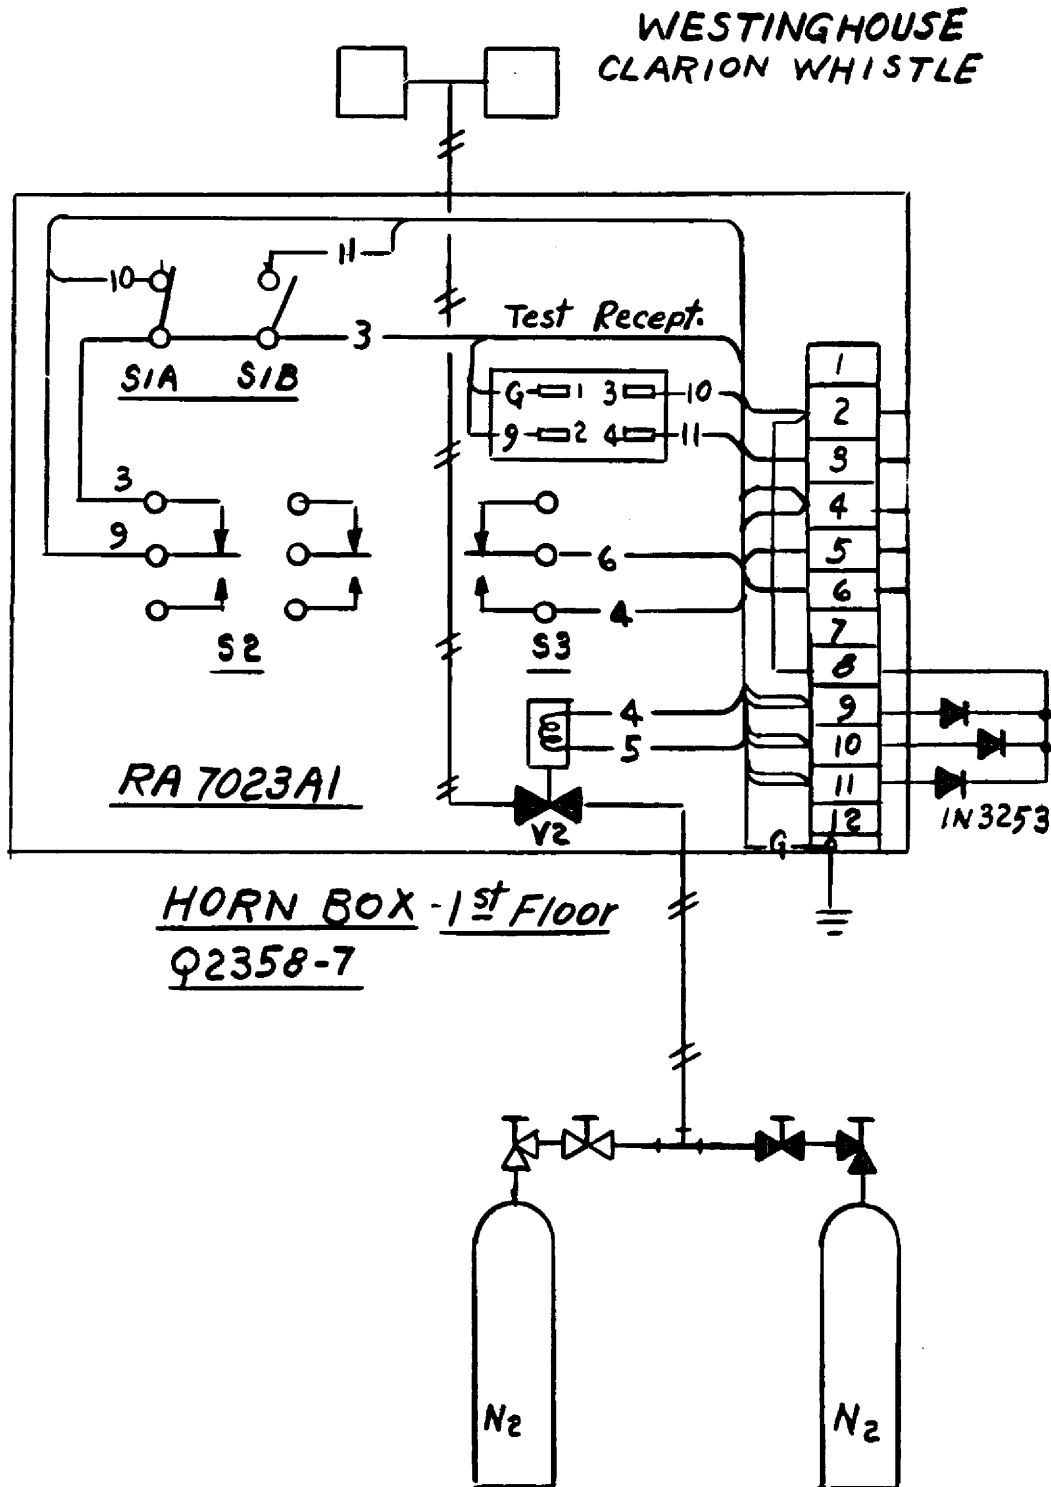 WESTINGHOUSE
CLARION WHISTLE
11
10
3
Test Recept.
S1A S1B
G 1 3 10
9 2 4 11
1
2
3
4
5
6
7
8
9
10
11
12
3
9
6
4
S2
S3
4
5
RA 7023A1
V2
1N3253
G
HORN BOX - 1st Floor
Q2358-7
N2
N2